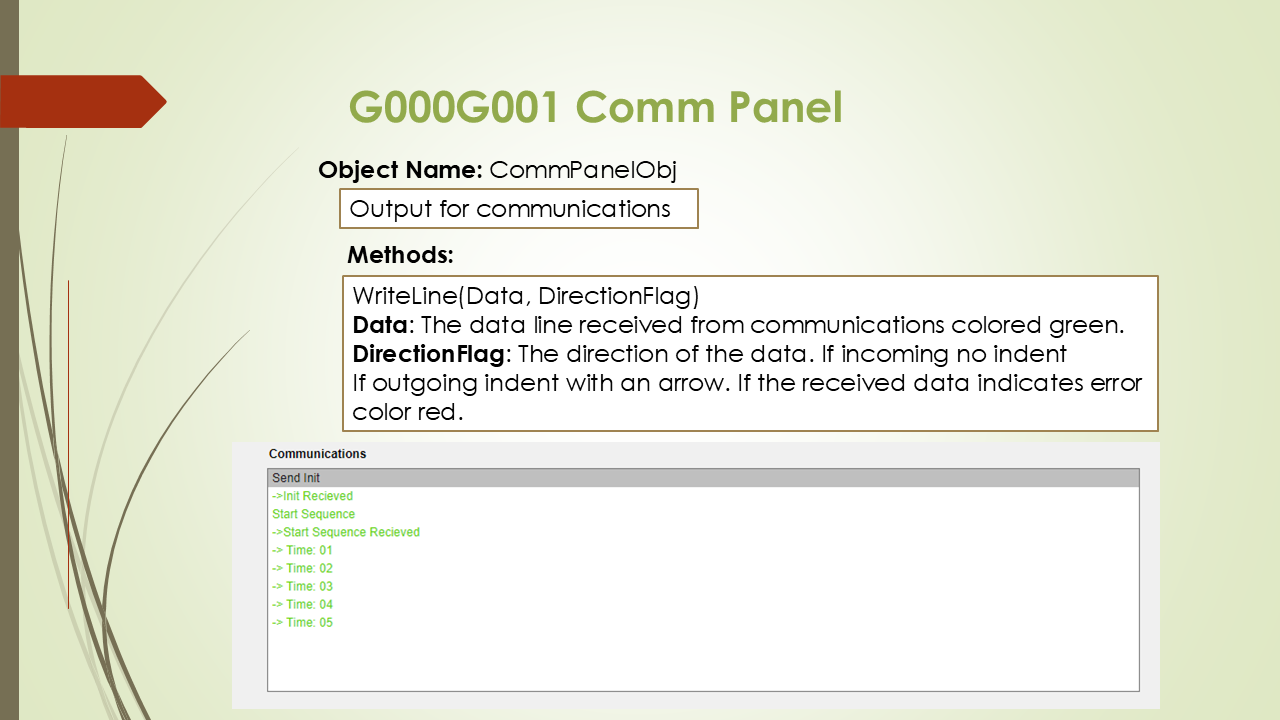 G000G001 Comm Panel
Object Name: CommPanelObj
Output for communications
Methods:
WriteLine(Data, DirectionFlag)
Data: The data line received from communications colored green.
DirectionFlag: The direction of the data. If incoming no indent
If outgoing indent with an arrow. If the received data indicates error
color red.
Communications
Send Init
->Init Recieved
Start Sequence
->Start Sequence Recieved
-> Time: 01
-> Time: 02
-> Time: 03
-> Time: 04
-> Time: 05